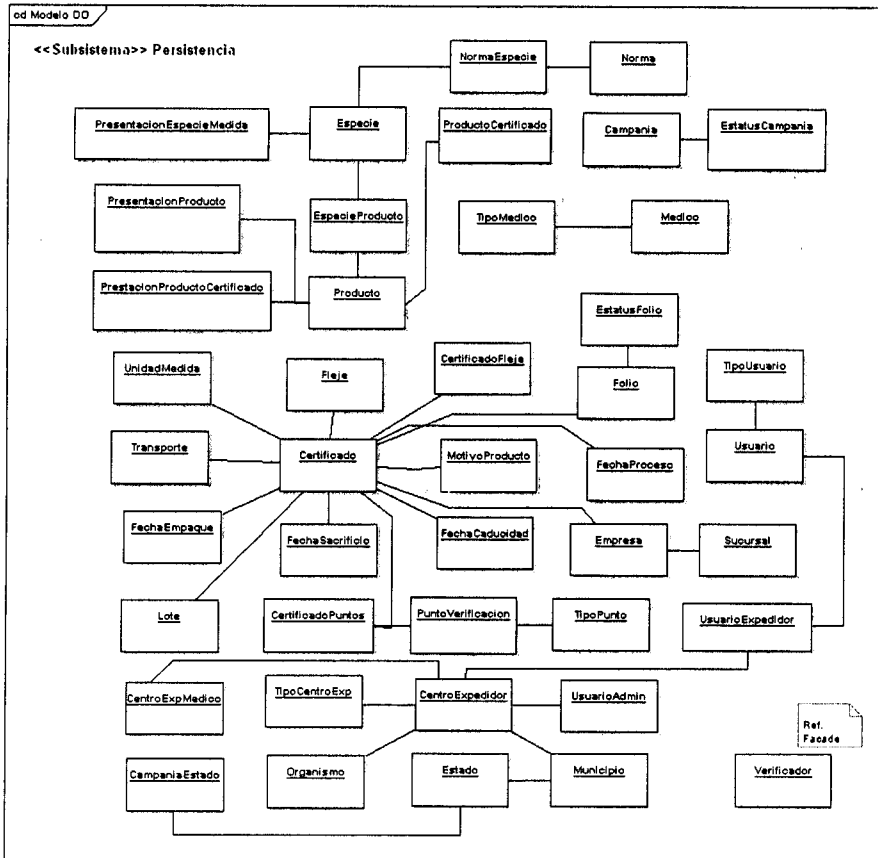 od Modelo OO
<<Subsistema>> Persistencia
NormaEspecie
Norma
PresentacionEspecieMedida
Especie
ProductoCertificado
Campania
EstatusCampania
PresentacionProducto
EspecieProducto
TipoMedico
Medico
PrestacionProductoCertificado
Producto
EstatusFolio
UnidadMedida
Fleje
CertificadoFleje
Folio
TipoUsuario
Transporte
Certificado
MotivoProducto
FechaProceso
Usuario
FechaEmpaque
FechaSacrificio
FechaCaducidad
Empresa
Sucursal
Lote
CertificadoPuntos
PuntoVerificacion
TipoPunto
UsuarioExpedidor
CentroExpMedico
TipoCentroExp
CentroExpedidor
UsuarioAdmin
Ref.
Facade
CampaniaEstado
Organismo
Estado
Municipio
Verificador